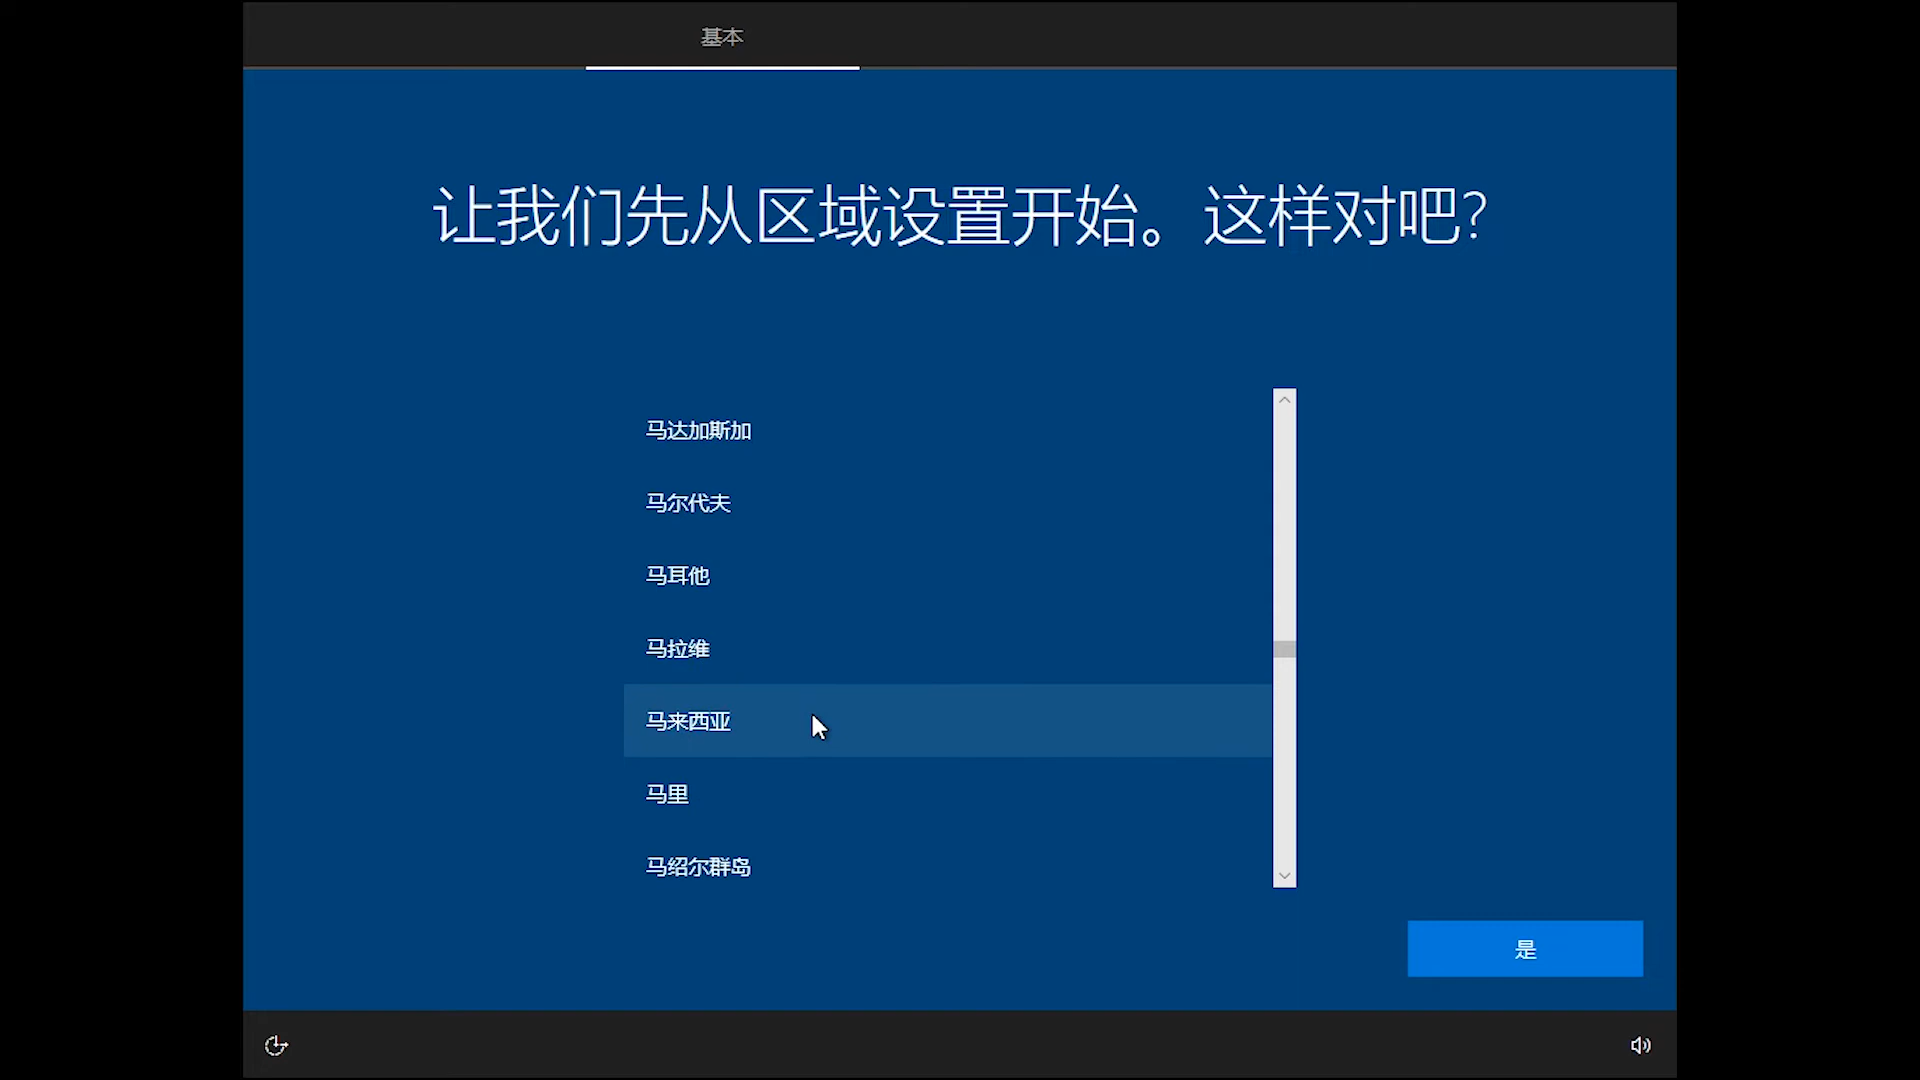 基本
让我们先从区域设置开始。这样对吧?
马达加斯加
马尔代夫
马耳他
马拉维
马来西亚
马里
马绍尔群岛
是